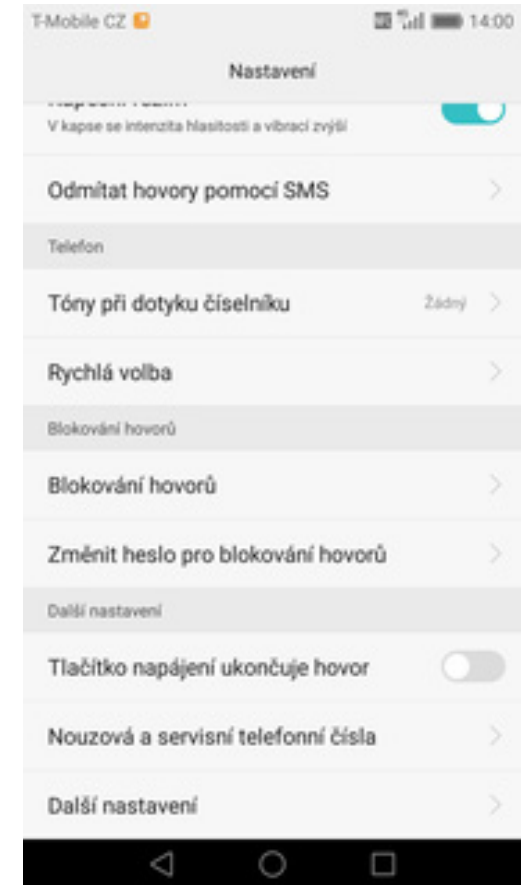 T-Mobile CZ 14:00
Nastavení
V kapse se intenzita hlasitosti a vibrací zvýší
Odmítat hovory pomocí SMS
Telefon
Tóny při dotyku číselníku Žádný
Rychlá volba
Blokování hovorů
Blokování hovorů
Změnit heslo pro blokování hovorů
Další nastavení
Tlačítko napájení ukončuje hovor
Nouzová a servisní telefonní čísla
Další nastavení